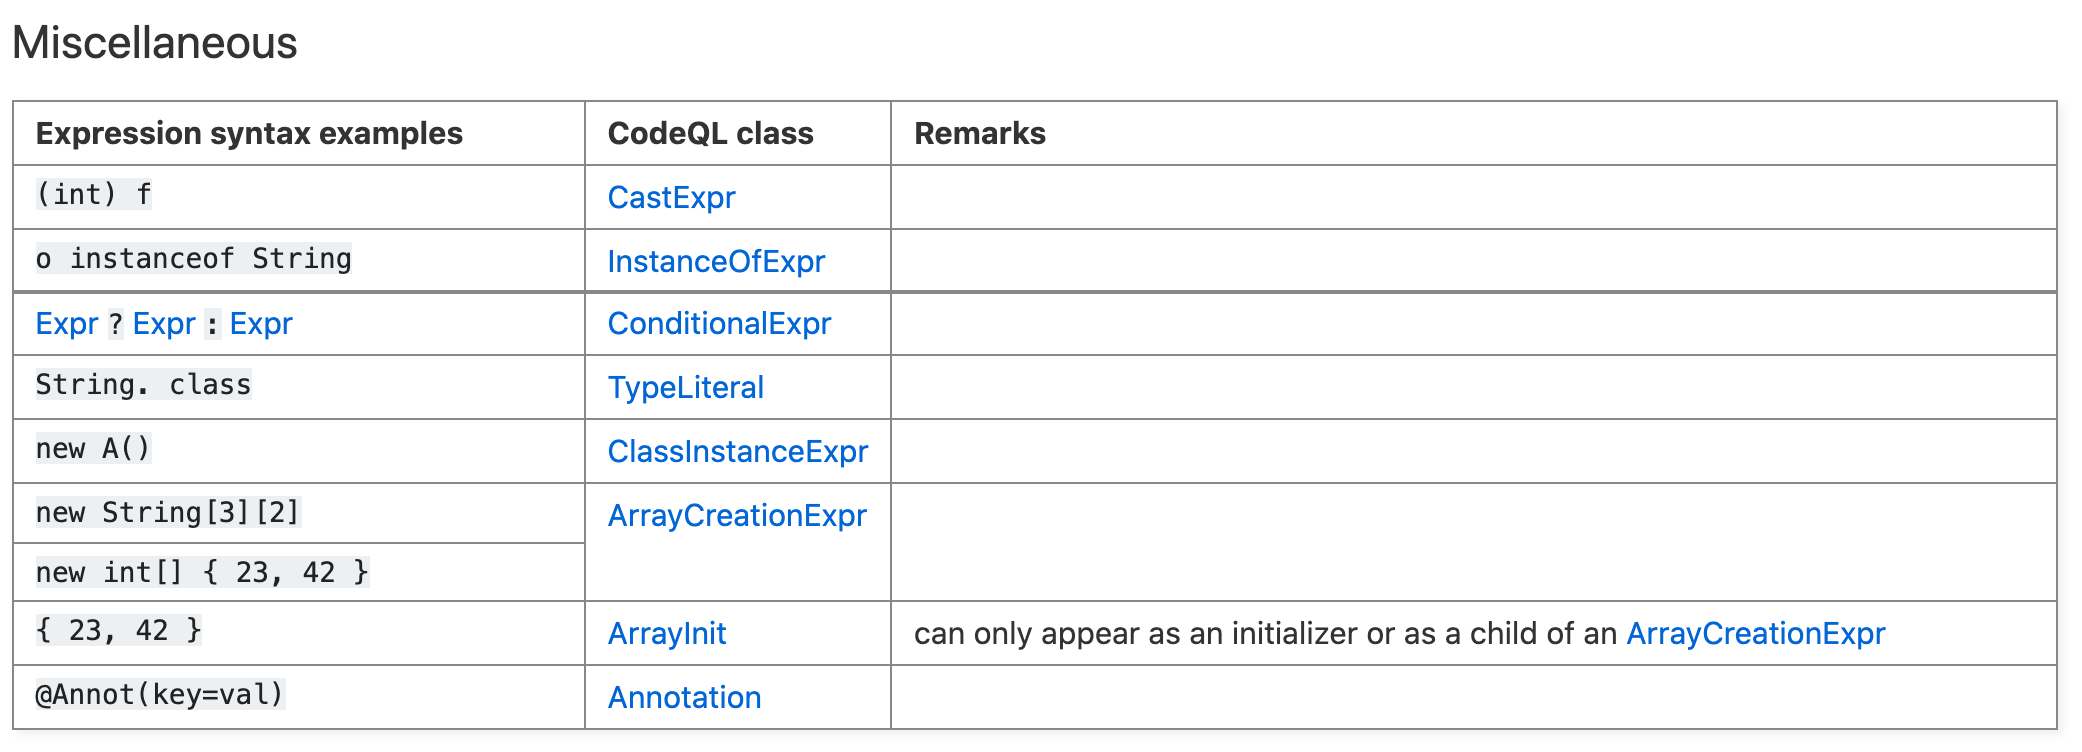 Miscellaneous
Expression syntax examples CodeQL class Remarks
(int) f CastExpr
o instanceof String InstanceOfExpr
Expr ? Expr : Expr ConditionalExpr
String. class TypeLiteral
new A() ClassInstanceExpr
new String[3][2] ArrayCreationExpr
new int[] { 23, 42 }
{ 23, 42 } ArrayInit can only appear as an initializer or as a child of an ArrayCreationExpr
@Annot(key=val) Annotation